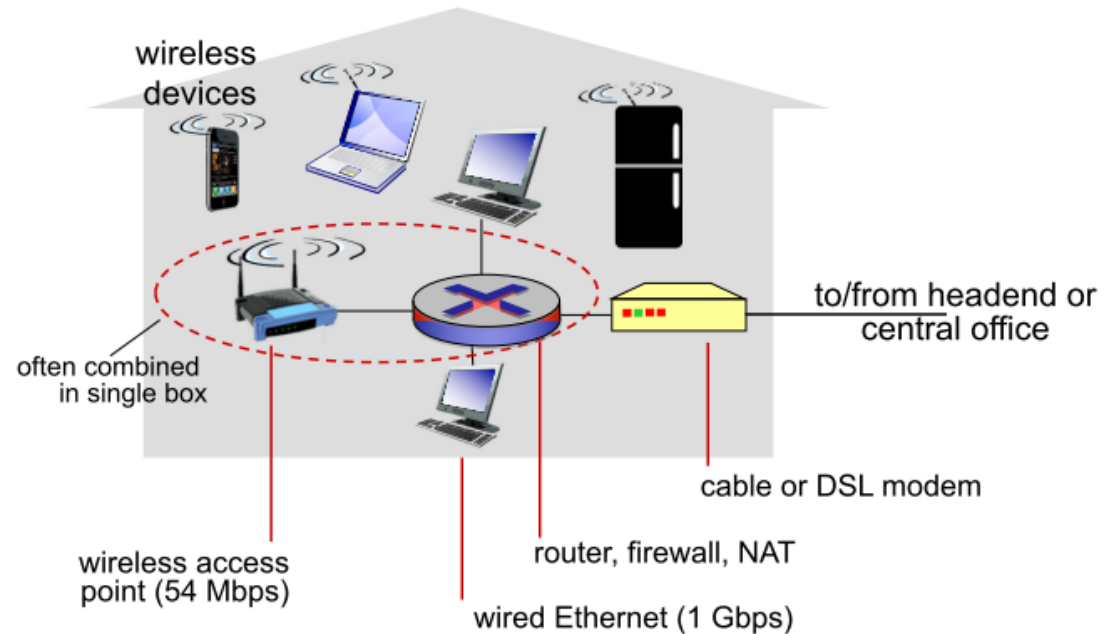 wireless
devices
to/from headend or
central office
often combined
in single box
cable or DSL modem
wireless access
point (54 Mbps)
router, firewall, NAT
wired Ethernet (1 Gbps)